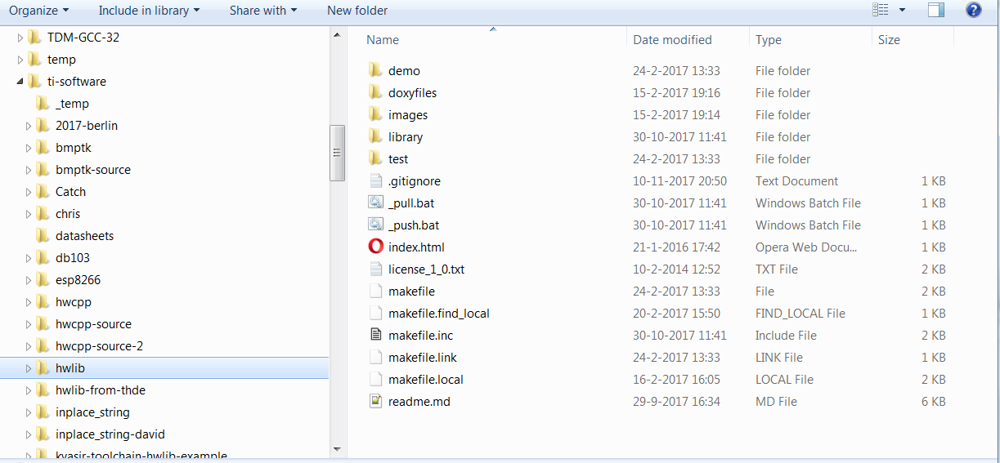 Organize Include in library Share with New folder
TDM-GCC-32
temp
ti-software
_temp
2017-berlin
bmptk
bmptk-source
Catch
chris
datasheets
db103
esp8266
hwcpp
hwcpp-source
hwcpp-source-2
hwlib
hwlib-from-thde
inplace_string
inplace_string-david
kvasir-toolchain-hwlib-example
Name Date modified Type Size
demo 24-2-2017 13:33 File folder
doxyfiles 15-2-2017 19:16 File folder
images 15-2-2017 19:14 File folder
library 30-10-2017 11:41 File folder
test 24-2-2017 13:33 File folder
.gitignore 10-11-2017 20:50 Text Document 1 KB
_pull.bat 30-10-2017 11:41 Windows Batch File 1 KB
_push.bat 30-10-2017 11:41 Windows Batch File 1 KB
index.html 21-1-2016 17:42 Opera Web Docu... 1 KB
license_1_0.txt 10-2-2014 12:52 TXT File 2 KB
makefile 24-2-2017 13:33 File 2 KB
makefile.find_local 20-2-2017 15:50 FIND_LOCAL File 1 KB
makefile.inc 30-10-2017 11:41 Include File 2 KB
makefile.link 24-2-2017 13:33 LINK File 1 KB
makefile.local 16-2-2017 16:05 LOCAL File 2 KB
readme.md 29-9-2017 16:34 MD File 6 KB